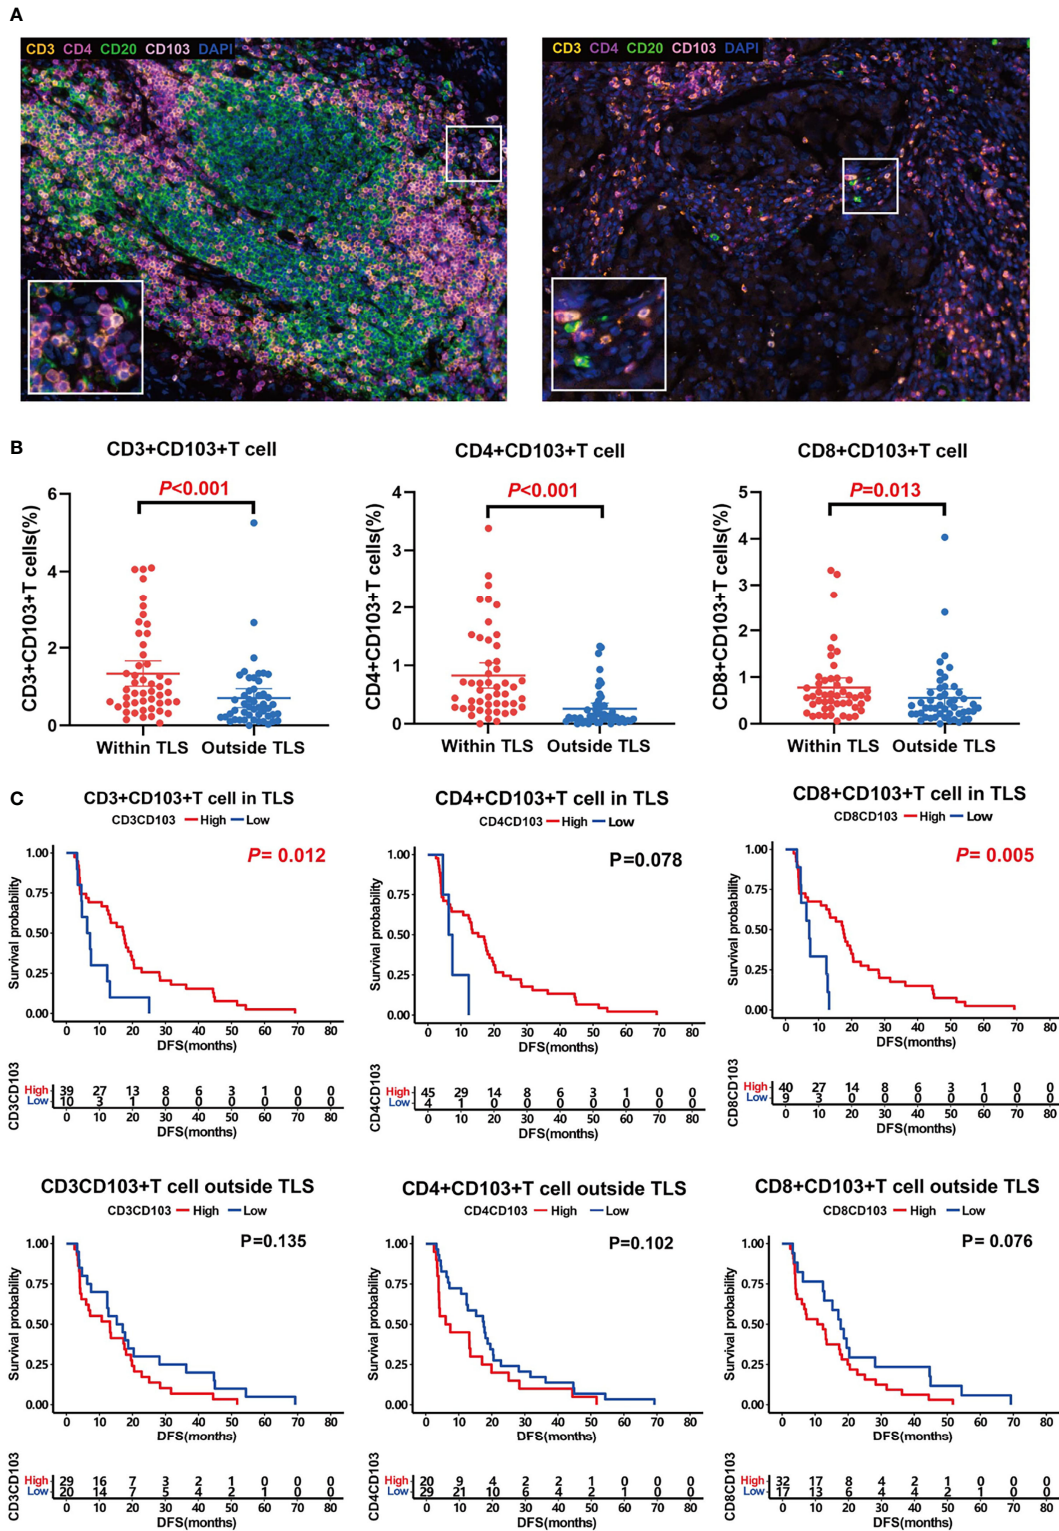 A
CD3 CD4 CD20 CD103 DAPI
CD3 CD4 CD20 CD103 DAPI
B
CD3+CD103+T cell
P<0.001
CD3+CD103+T cells(%)
6
4
2
0
Within TLS Outside TLS
CD4+CD103+T cell
P<0.001
CD4+CD103+T cells(%)
4
3
2
1
0
Within TLS Outside TLS
CD8+CD103+T cell
P=0.013
CD8+CD103+T cells(%)
5
4
3
2
1
0
Within TLS Outside TLS
C
CD3+CD103+T cell in TLS
CD3CD103 High Low
P= 0.012
Survival probability
1.00
0.75
0.50
0.25
0.00
0 10 20 30 40 50 60 70 80
DFS(months)
CD3CD103
High 39 27 13 8 6 3 1 0 0
Low 10 3 1 0 0 0 0 0 0
0 10 20 30 40 50 60 70 80
DFS(months)
CD4+CD103+T cell in TLS
CD4CD103 High Low
P=0.078
Survival probability
1.00
0.75
0.50
0.25
0.00
0 10 20 30 40 50 60 70 80
DFS(months)
CD4CD103
High 45 29 14 8 6 3 1 0 0
Low 4 1 0 0 0 0 0 0 0
0 10 20 30 40 50 60 70 80
DFS(months)
CD8+CD103+T cell in TLS
CD8CD103 High Low
P= 0.005
Survival probability
1.00
0.75
0.50
0.25
0.00
0 10 20 30 40 50 60 70 80
DFS(months)
CD8CD103
High 40 27 14 8 6 3 1 0 0
Low 9 3 0 0 0 0 0 0 0
0 10 20 30 40 50 60 70 80
DFS(months)
CD3CD103+T cell outside TLS
CD3CD103 High Low
P=0.135
Survival probability
1.00
0.75
0.50
0.25
0.00
0 10 20 30 40 50 60 70 80
DFS(months)
CD3CD103
High 29 16 7 3 2 1 0 0 0
Low 20 14 7 5 4 2 1 0 0
0 10 20 30 40 50 60 70 80
DFS(months)
CD4+CD103+T cell outside TLS
CD4CD103 High Low
P=0.102
Survival probability
1.00
0.75
0.50
0.25
0.00
0 10 20 30 40 50 60 70 80
DFS(months)
CD4CD103
High 20 9 4 2 2 1 0 0 0
Low 29 21 10 6 4 2 1 0 0
0 10 20 30 40 50 60 70 80
DFS(months)
CD8+CD103+T cell outside TLS
CD8CD103 High Low
P= 0.076
Survival probability
1.00
0.75
0.50
0.25
0.00
0 10 20 30 40 50 60 70 80
DFS(months)
CD8CD103
High 32 17 8 4 2 1 0 0 0
Low 17 13 6 4 4 2 1 0 0
0 10 20 30 40 50 60 70 80
DFS(months)